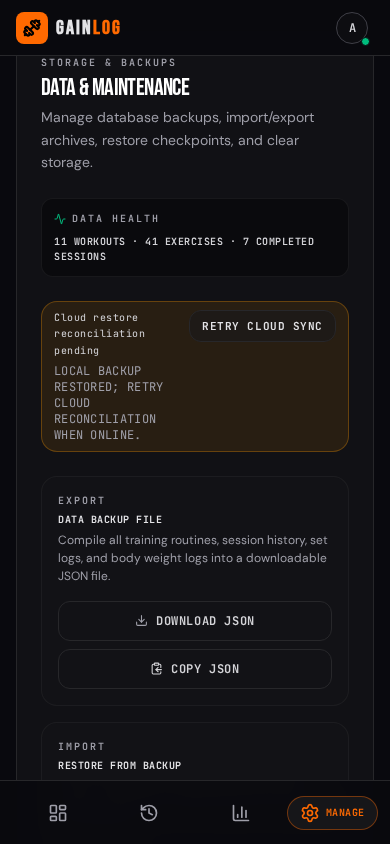 GAINLOG
A
STORAGE & BACKUPS
DATA & MAINTENANCE
Manage database backups, import/export
archives, restore checkpoints, and clear
storage.
DATA HEALTH
11 WORKOUTS · 41 EXERCISES · 7 COMPLETED
SESSIONS
Cloud restore
reconciliation
pending
LOCAL BACKUP
RESTORED; RETRY
CLOUD
RECONCILIATION
WHEN ONLINE.
RETRY CLOUD SYNC
EXPORT
DATA BACKUP FILE
Compile all training routines, session history, set
logs, and body weight logs into a downloadable
JSON file.
DOWNLOAD JSON
COPY JSON
IMPORT
RESTORE FROM BACKUP
MANAGE